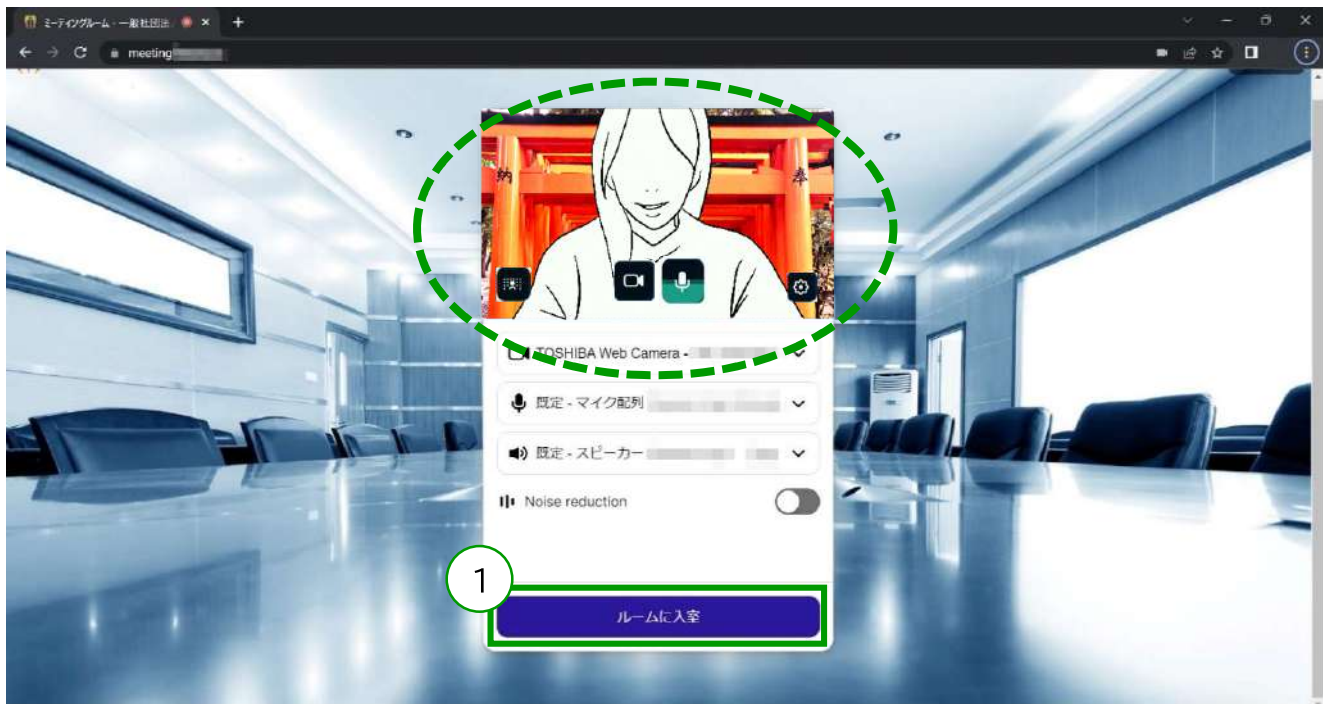 ミーティングルーム - 一般社団法
meeting
納
奉
TOSHIBA Web Camera -
既定 - マイク配列
既定 - スピーカー
Noise reduction
1
ルームに入室